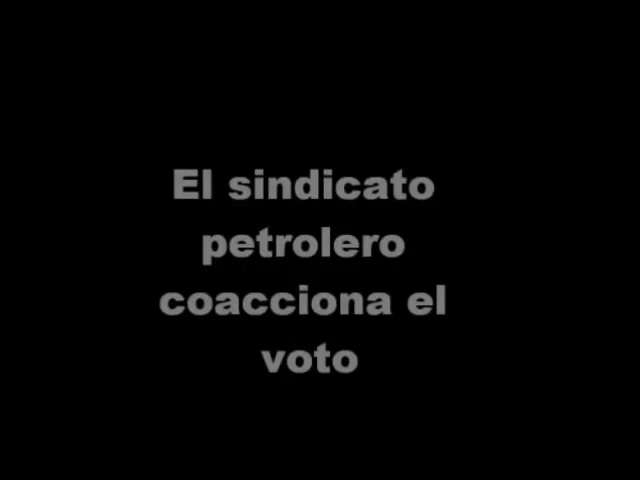 El sindicato
petrolero
coacciona el
voto